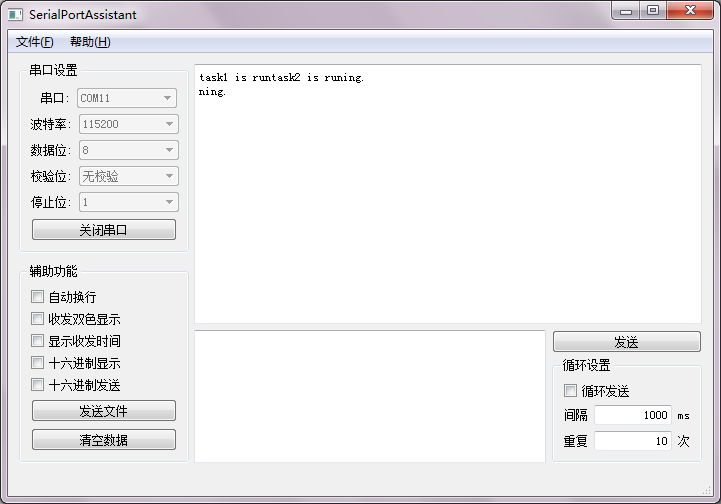 SerialPortAssistant
文件(F) 帮助(H)
串口设置
串口: COM11
波特率: 115200
数据位: 8
校验位: 无校验
停止位: 1
关闭串口
辅助功能
自动换行
收发双色显示
显示收发时间
十六进制显示
十六进制发送
发送文件
清空数据
task1 is runtask2 is runing.
ning.
发送
循环设置
循环发送
间隔 1000 ms
重复 10 次